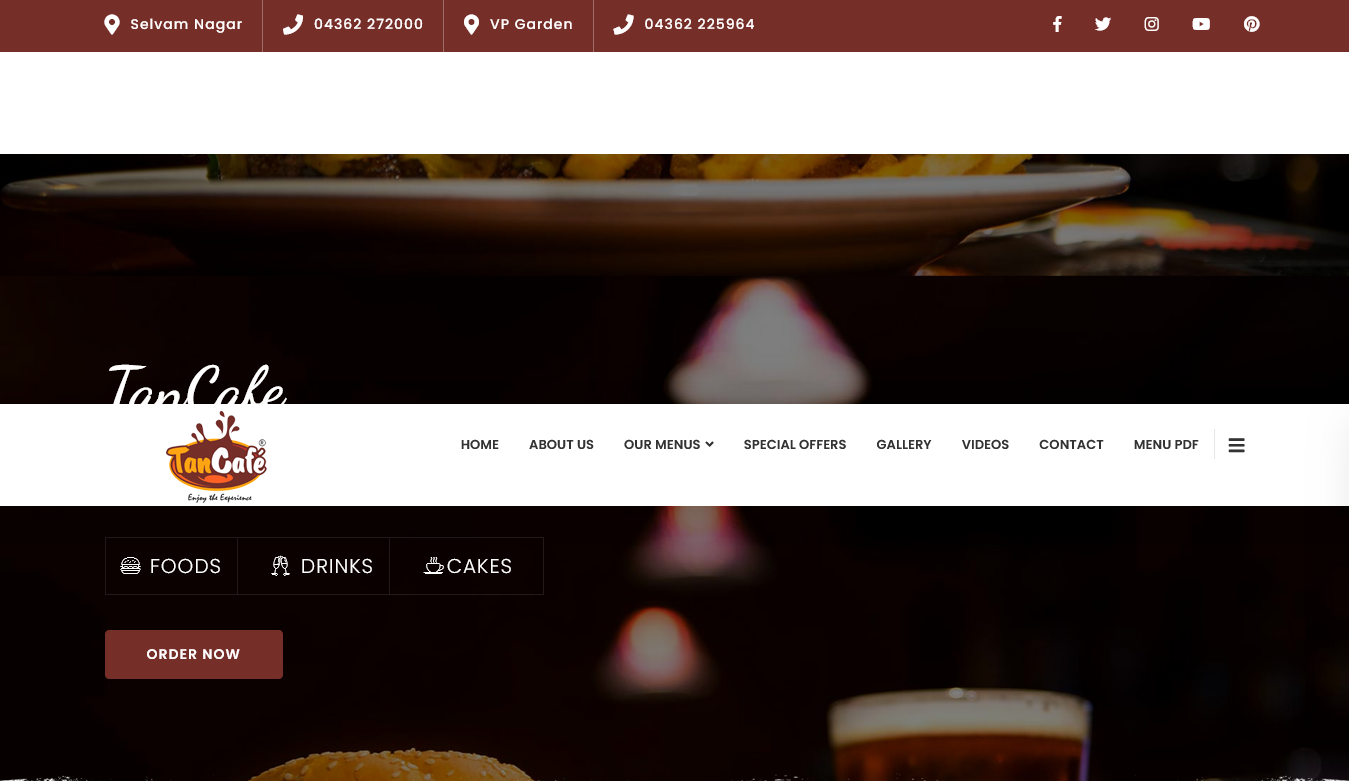 Selvam Nagar 04362 272000 VP Garden 04362 225964
TanCafe
TanCafé®
Enjoy the Experience
HOME ABOUT US OUR MENUS SPECIAL OFFERS GALLERY VIDEOS CONTACT MENU PDF
FOODS DRINKS CAKES
ORDER NOW